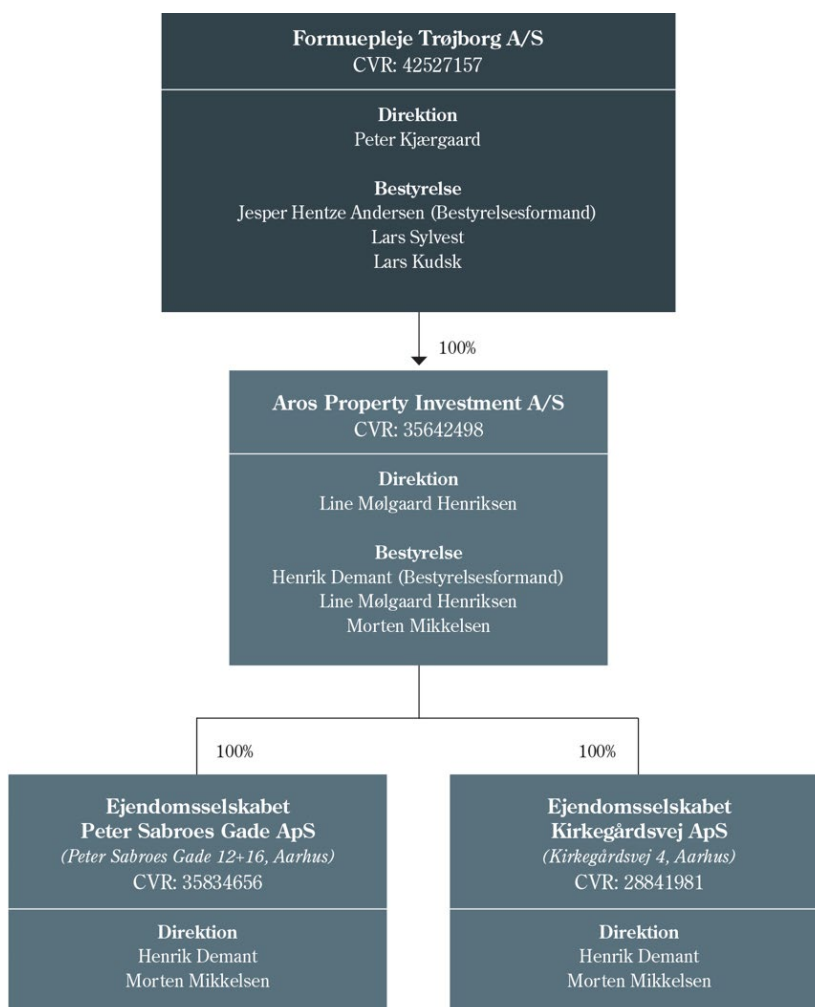 Formuepleje Trøjborg A/S
CVR: 42527157
Direktion
Peter Kjærgaard
Bestyrelse
Jesper Hentze Andersen (Bestyrelsesformand)
Lars Sylvest
Lars Kudsk
100%
Aros Property Investment A/S
CVR: 35642498
Direktion
Line Mølgaard Henriksen
Bestyrelse
Henrik Demant (Bestyrelsesformand)
Line Mølgaard Henriksen
Morten Mikkelsen
100%
100%
Ejendomsselskabet
Peter Sabroes Gade ApS
(Peter Sabroes Gade 12+16, Aarhus)
CVR: 35834656
Direktion
Henrik Demant
Morten Mikkelsen
Ejendomsselskabet
Kirkegårdsvej ApS
(Kirkegårdsvej 4, Aarhus)
CVR: 28841981
Direktion
Henrik Demant
Morten Mikkelsen